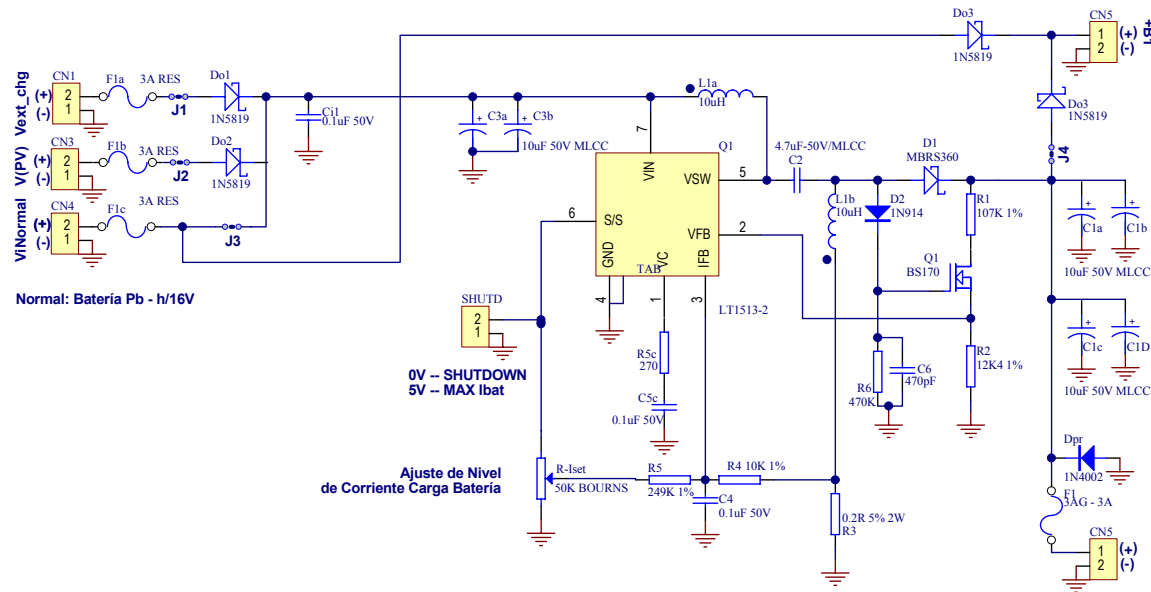 Do3
1N5819
CN5
1
2
(+)
(-)
+B1
Vext_chg
(+)
(-)
CN1
2
1
F1a
3A RES
J1
Do1
1N5819
Ci1
0.1uF 50V
C3a
C3b
10uF 50V MLCC
L1a
10uH
Do3
1N5819
J4
V(PV)
(+)
(-)
CN3
2
1
F1b
3A RES
J2
Do2
1N5819
ViNormal
(+)
(-)
CN4
2
1
F1c
3A RES
J3
Normal: Batería Pb - h/16V
Q1
7
VIN
VSW
5
6
S/S
VFB
2
GND
TAB
VC
IFB
4
1
3
LT1513-2
4.7uF-50V/MLCC
C2
L1b
10uH
D2
1N914
D1
MBRS360
R1
107K 1%
Q1
BS170
C1a
C1b
10uF 50V MLCC
C1c
C1D
10uF 50V MLCC
SHUTD
2
1
0V -- SHUTDOWN
5V -- MAX Ibat
R5c
270
C5c
0.1uF 50V
R6
470K
C6
470pF
R2
12K4 1%
Ajuste de Nivel
de Corriente Carga Batería
R-Iset
50K BOURNS
R5
249K 1%
R4 10K 1%
C4
0.1uF 50V
0.2R 5% 2W
R3
Dpr
1N4002
F1
3AG - 3A
CN5
1
2
(+)
(-)